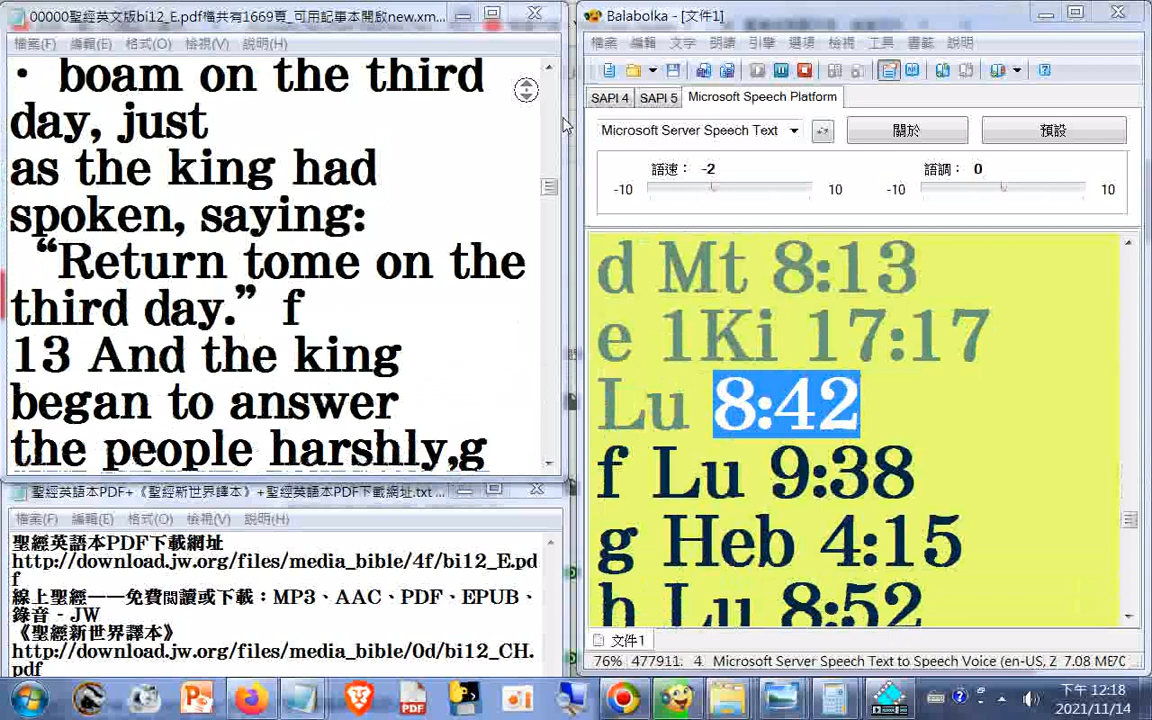 00000聖經英文版bi12_E.pdf檔共有1669頁_可用記事本開啟new.xm...
檔案(F) 編輯(E) 格式(O) 檢視(V) 說明(H)
· boam on the third
day, just
as the king had
spoken, saying:
“Return tome on the
third day.” f
13 And the king
began to answer
the people harshly,g
聖經英語本PDF+《聖經新世界譯本》+聖經英語本PDF下載網址.txt ...
檔案(F) 編輯(E) 格式(O) 檢視(V) 說明(H)
聖經英語本PDF下載網址
http://download.jw.org/files/media_bible/4f/bi12_E.pd
f
線上聖經——免費閱讀或下載：MP3、AAC、PDF、EPUB、
錄音 - JW
《聖經新世界譯本》
http://download.jw.org/files/media_bible/0d/bi12_CH.
pdf
Balabolka - [文件1]
檔案 編輯 文字 朗讀 引擎 選項 檢視 工具 書籤 說明
SAPI 4 SAPI 5 Microsoft Speech Platform
Microsoft Server Speech Text 關於 預設
語速： -2 語調： 0
-10 10 -10 10
d Mt 8:13
e 1Ki 17:17
Lu 8:42
f Lu 9:38
g Heb 4:15
h Lu 8:52
文件1
76% 477911: 4 Microsoft Server Speech Text to Speech Voice (en-US, Z 7.08 ME
下午 12:18
2021/11/14